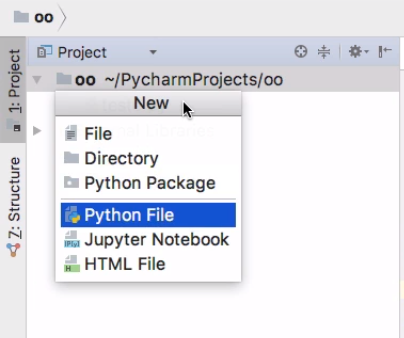 oo
1: Project
Project
oo ~/PycharmProjects/oo
New
File
Directory
Python Package
Python File
Jupyter Notebook
HTML File
Z: Structure